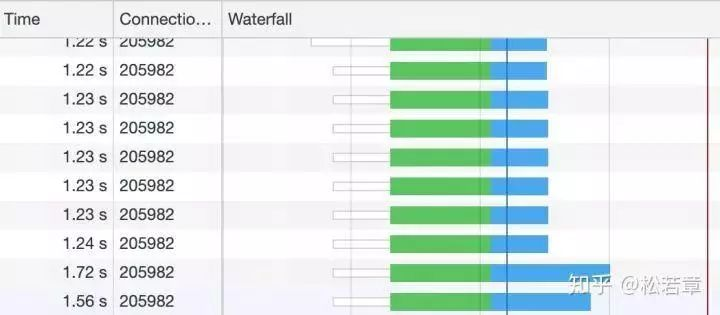 Time Connectio... Waterfall
1.22 s 205982
1.22 s 205982
1.23 s 205982
1.23 s 205982
1.23 s 205982
1.23 s 205982
1.23 s 205982
1.24 s 205982
1.72 s 205982
1.56 s 205982
知乎 @松若章